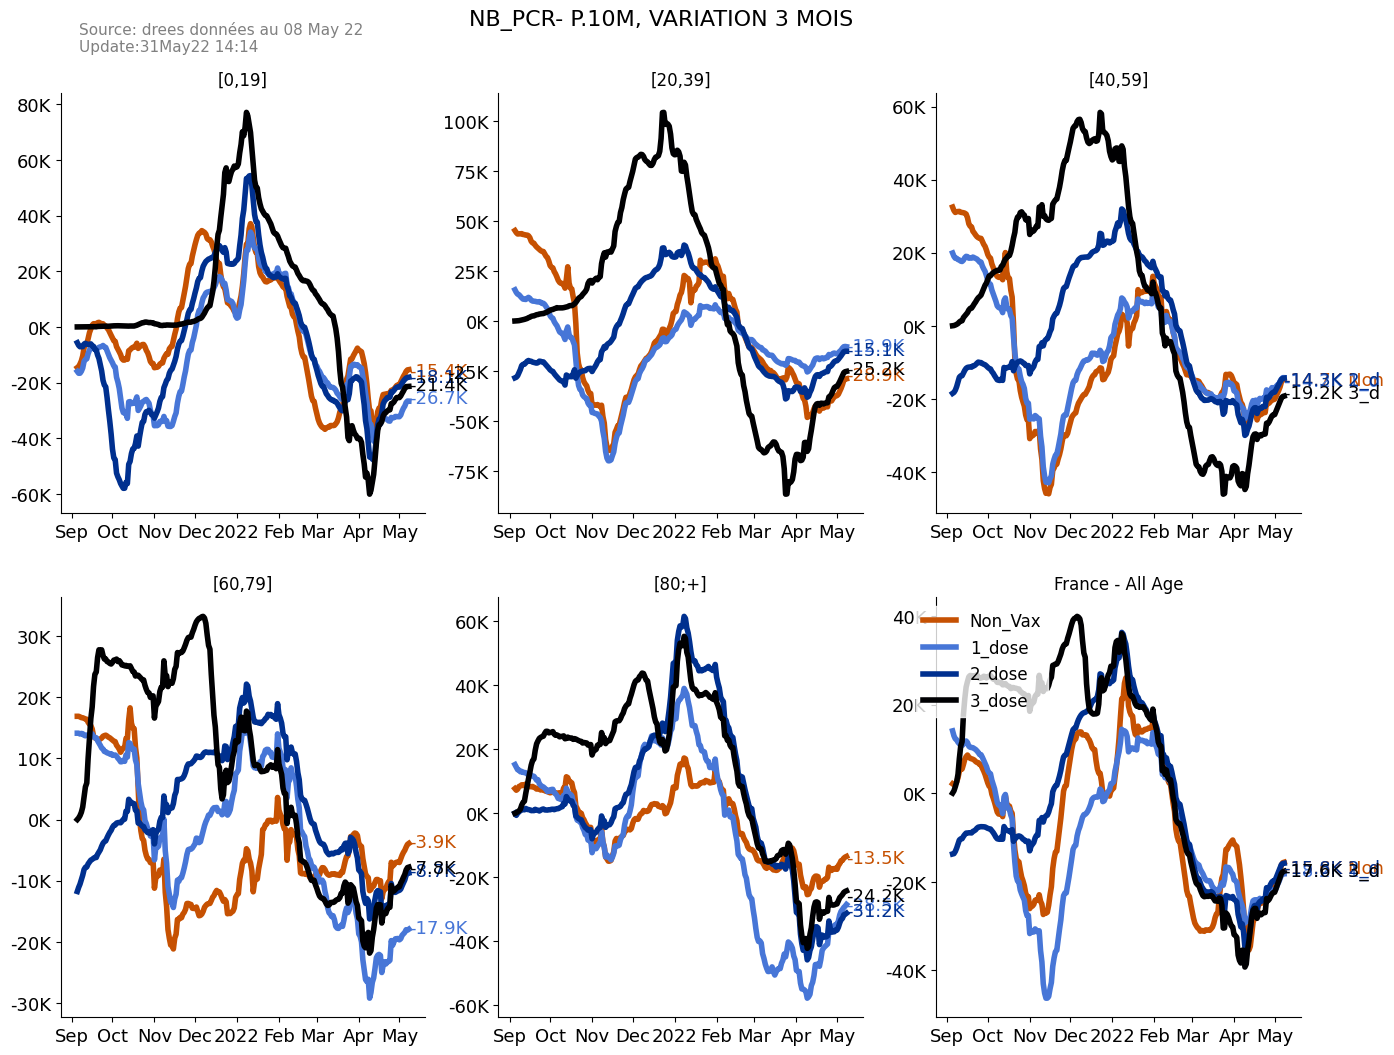 NB_PCR- P.10M, VARIATION 3 MOIS
Source: drees données au 08 May 22
Update:31May22 14:14
[0,19]
80K
60K
40K
20K
0K
-20K
-40K
-60K
Sep Oct Nov Dec 2022 Feb Mar Apr May
-21.4K
-26.7K
[20,39]
100K
75K
50K
25K
0K
-25K
-50K
-75K
Sep Oct Nov Dec 2022 Feb Mar Apr May
-12.9K
-15.1K
-25.2K
[40,59]
60K
40K
20K
0K
-20K
-40K
Sep Oct Nov Dec 2022 Feb Mar Apr May
-19.2K 3_d
[60,79]
30K
20K
10K
0K
-10K
-20K
-30K
Sep Oct Nov Dec 2022 Feb Mar Apr May
-3.9K
-7.8K
-17.9K
[80;+]
60K
40K
20K
0K
-20K
-40K
-60K
Sep Oct Nov Dec 2022 Feb Mar Apr May
-13.5K
-24.2K
-31.2K
France - All Age
40K
20K
0K
-20K
-40K
Sep Oct Nov Dec 2022 Feb Mar Apr May
Non_Vax
1_dose
2_dose
3_dose